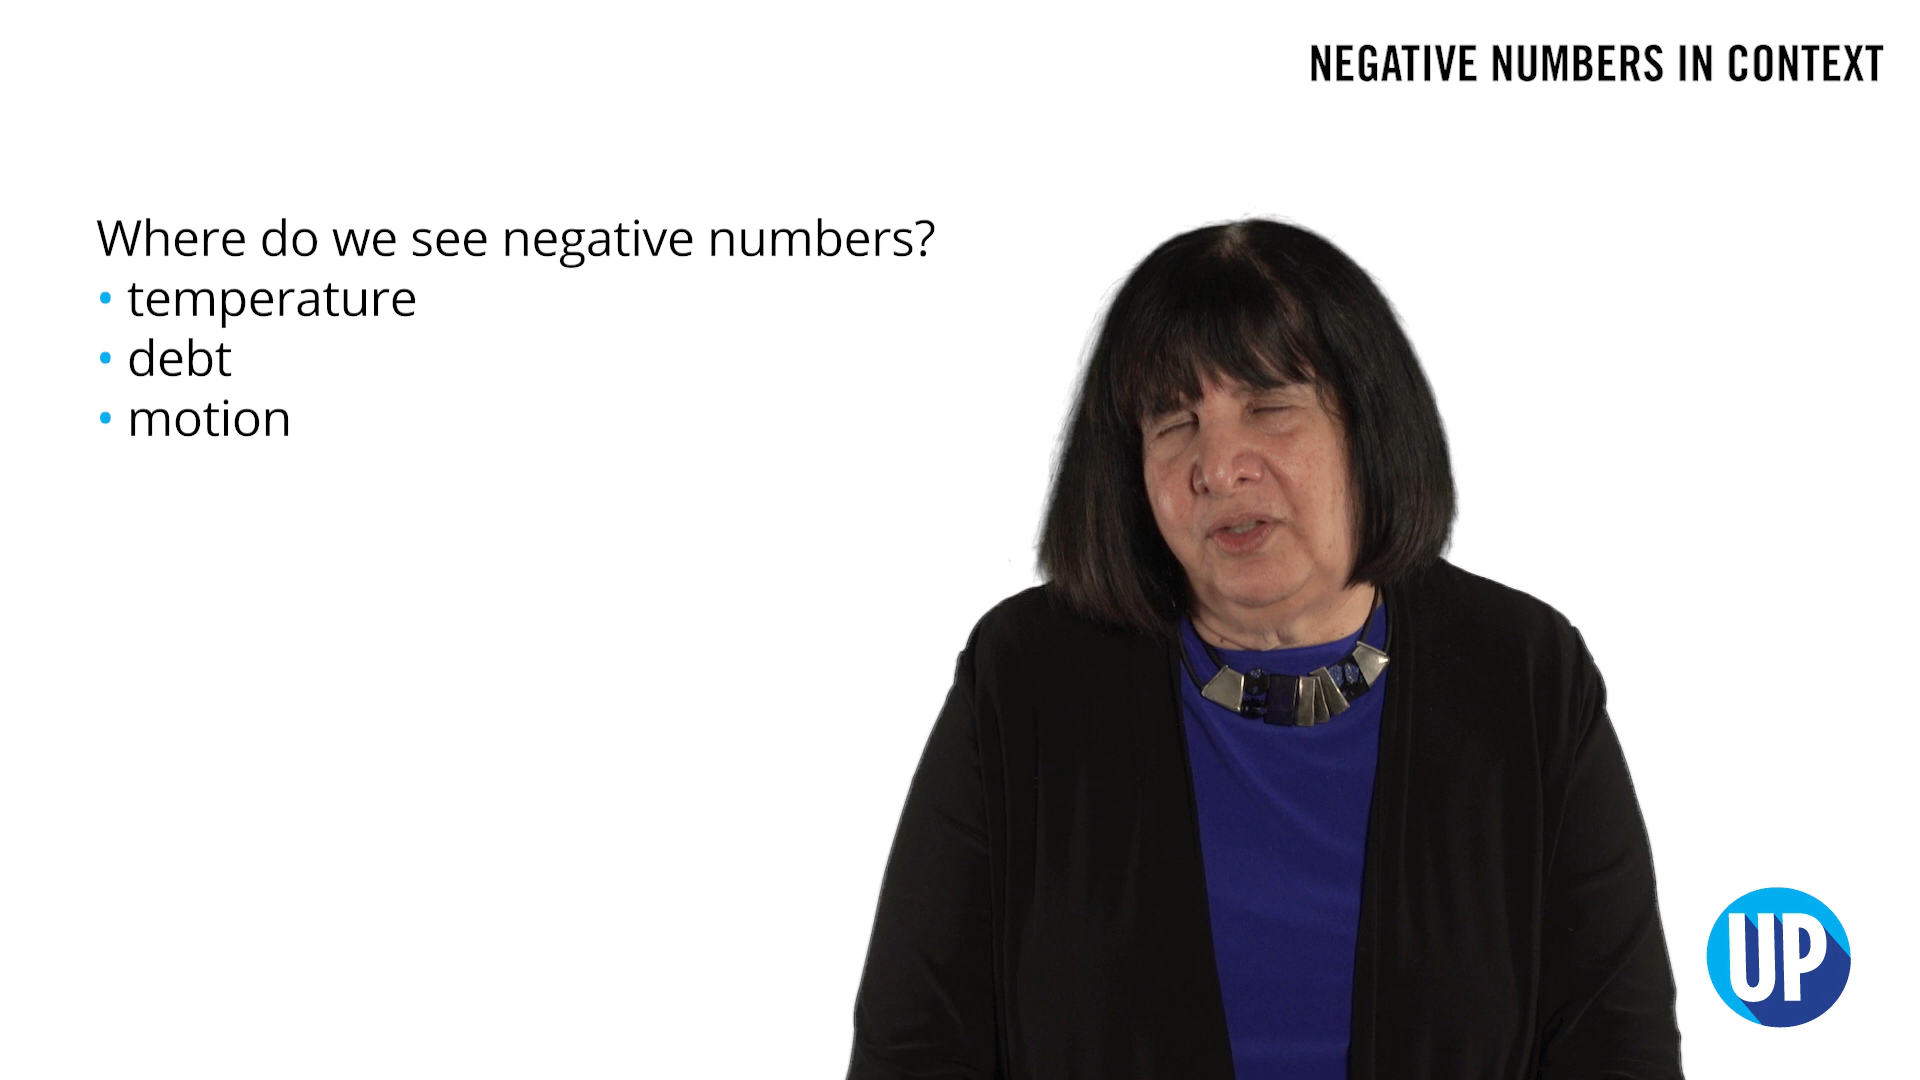 NEGATIVE NUMBERS IN CONTEXT
Where do we see negative numbers?
• temperature
• debt
• motion
UP